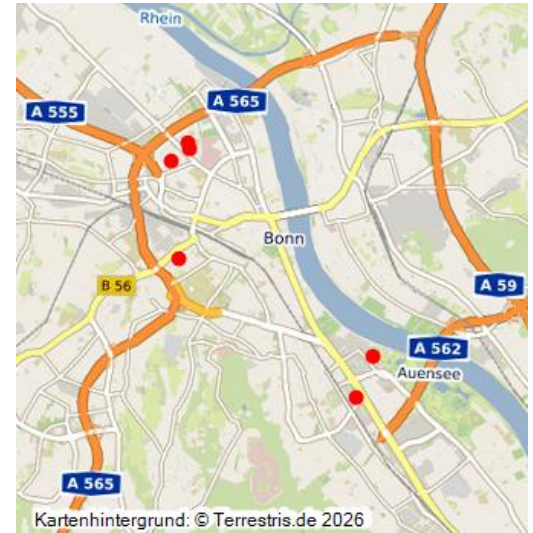 Rhein
A 555
A 565
Bonn
B 56
A 59
A 562
Auensee
A 565
Kartenhintergrund: © Terrestris.de 2026